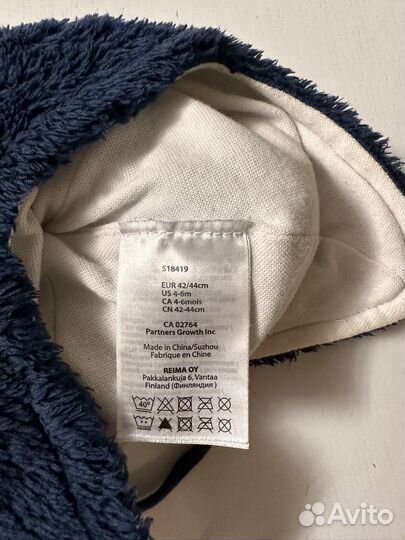 518419
EUR 42/44cm
US 4-6m
CA 4-6mois
CN 42-44cm
CA 02764
Partners Growth Inc
Made in China/Suzhou
Fabrique en Chine
REIMA OY
Pakkalankuja 6, Vantaa
Finland (Финляндия )
40°
Avito